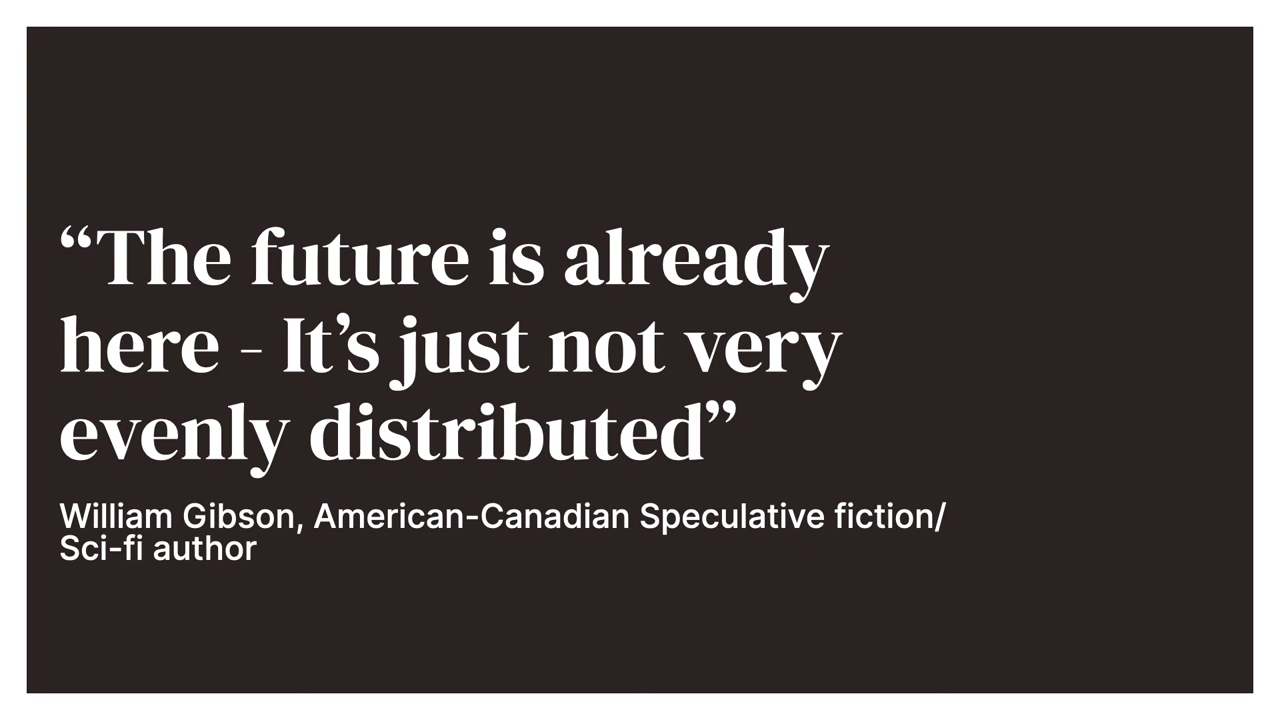 “The future is already
here - It’s just not very
evenly distributed”
William Gibson, American-Canadian Speculative fiction/
Sci-fi author